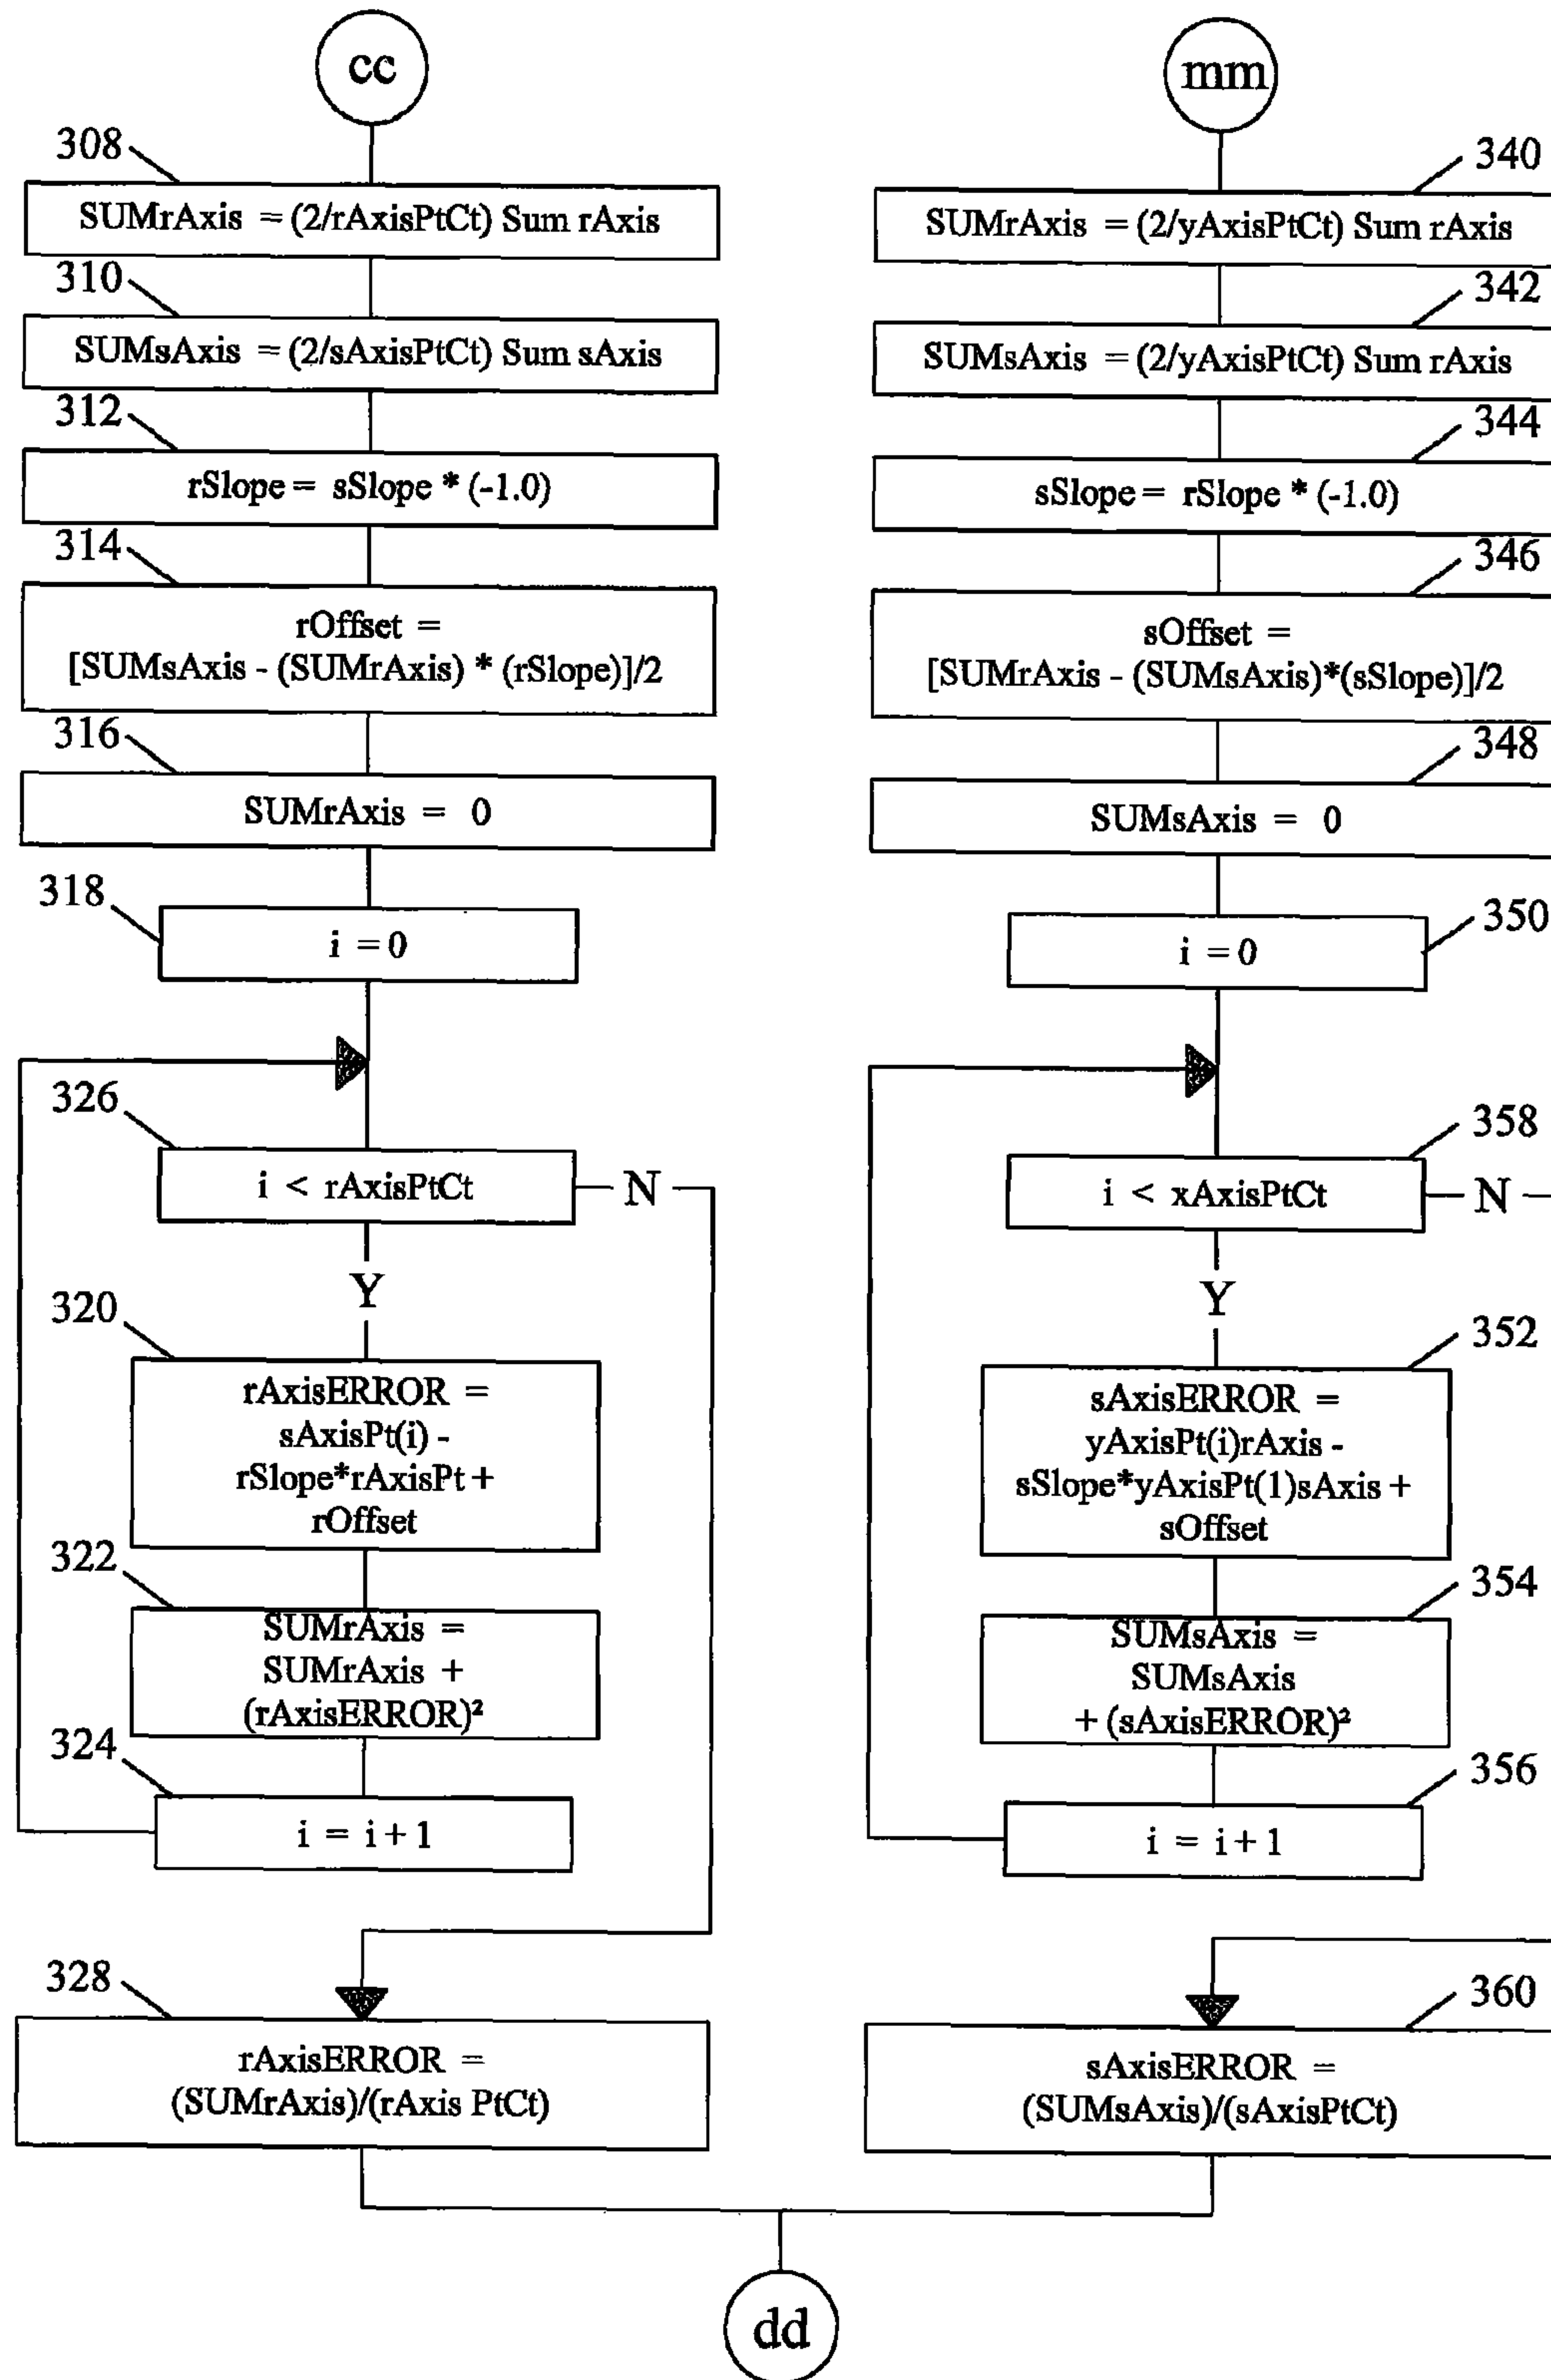 cc
308
SUMrAxis = (2/rAxisPtCt) Sum rAxis
310
SUMsAxis = (2/sAxisPtCt) Sum sAxis
312
rSlope = sSlope * (-1.0)
314
rOffset =
[SUMsAxis - (SUMrAxis) * (rSlope)]/2
316
SUMrAxis = 0
318
i = 0
326
i < rAxisPtCt
N
Y
320
rAxisERROR =
sAxisPt(i) -
rSlope*rAxisPt +
rOffset
322
SUMrAxis =
SUMrAxis +
(rAxisERROR)²
324
i = i + 1
328
rAxisERROR =
(SUMrAxis)/(rAxis PtCt)
mm
340
SUMrAxis = (2/yAxisPtCt) Sum rAxis
342
SUMsAxis = (2/yAxisPtCt) Sum rAxis
344
sSlope = rSlope * (-1.0)
346
sOffset =
[SUMrAxis - (SUMsAxis)*(sSlope)]/2
348
SUMsAxis = 0
350
i = 0
358
i < xAxisPtCt
N
Y
352
sAxisERROR =
yAxisPt(i)rAxis -
sSlope*yAxisPt(1)sAxis +
sOffset
354
SUMsAxis =
SUMsAxis
+ (sAxisERROR)²
356
i = i + 1
360
sAxisERROR =
(SUMsAxis)/(sAxisPtCt)
dd